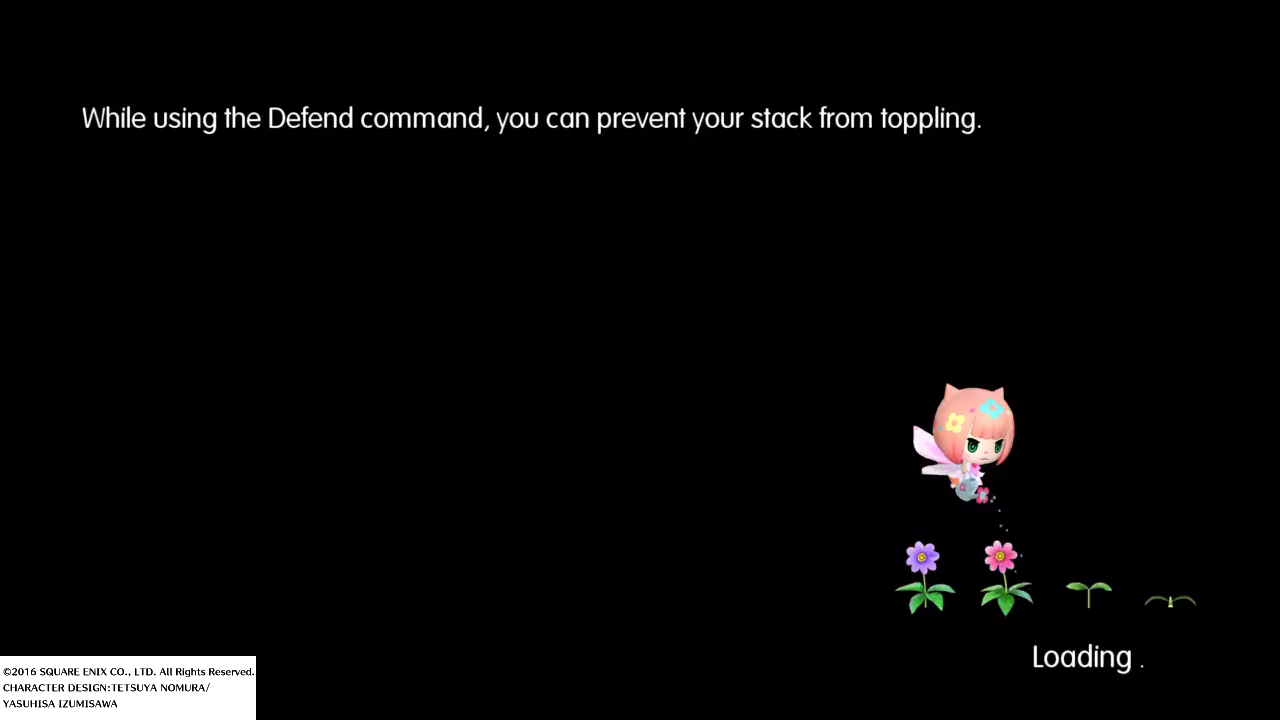 While using the Defend command, you can prevent your stack from toppling.
Loading .
©2016 SQUARE ENIX CO., LTD. All Rights Reserved.
CHARACTER DESIGN:TETSUYA NOMURA/
YASUHISA IZUMISAWA